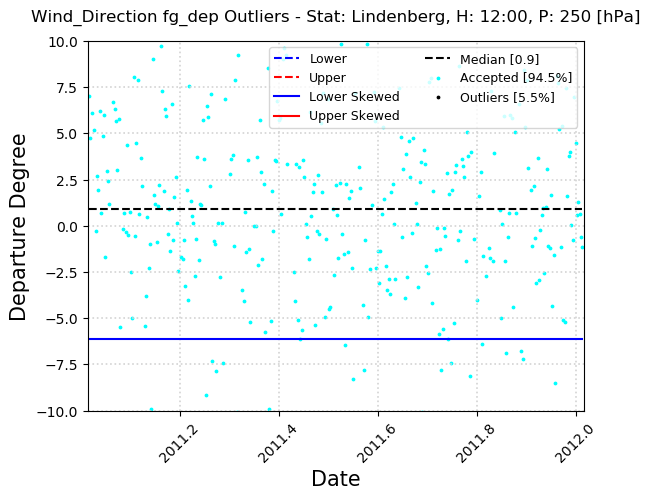 Wind_Direction fg_dep Outliers - Stat: Lindenberg, H: 12:00, P: 250 [hPa]
10.0
7.5
5.0
2.5
0.0
−2.5
−5.0
−7.5
−10.0
Departure Degree
Lower
Upper
Lower Skewed
Upper Skewed
Median [0.9]
Accepted [94.5%]
Outliers [5.5%]
2011.2
2011.4
2011.6
2011.8
2012.0
Date